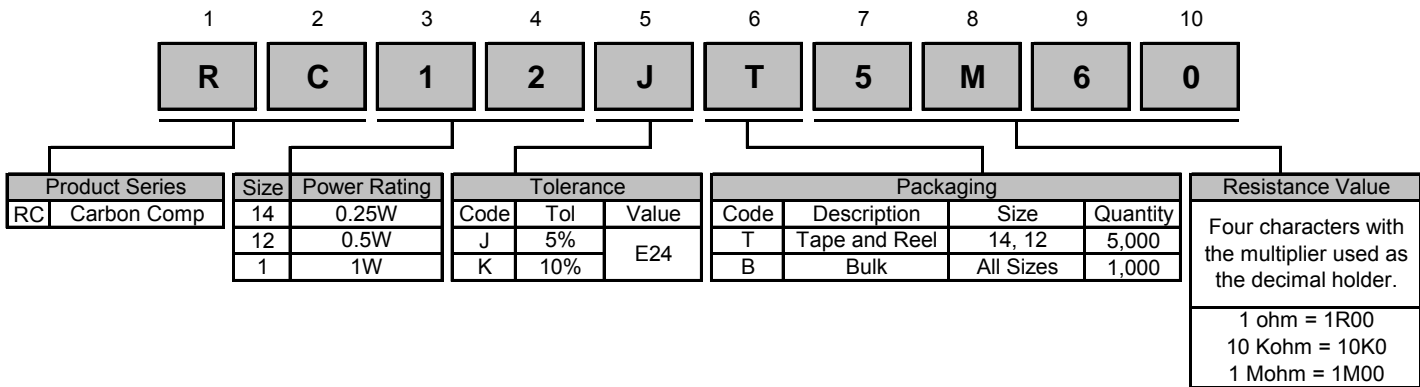 1 2 3 4 5 6 7 8 9 10
R C 1 2 J T 5 M 6 0
Product Series
RC Carbon Comp
Size Power Rating
14 0.25W
12 0.5W
1 1W
Tolerance
Code Tol Value
J 5% E24
K 10%
Packaging
Code Description Size Quantity
T Tape and Reel 14, 12 5,000
B Bulk All Sizes 1,000
Resistance Value
Four characters with
the multiplier used as
the decimal holder.
1 ohm = 1R00
10 Kohm = 10K0
1 Mohm = 1M00